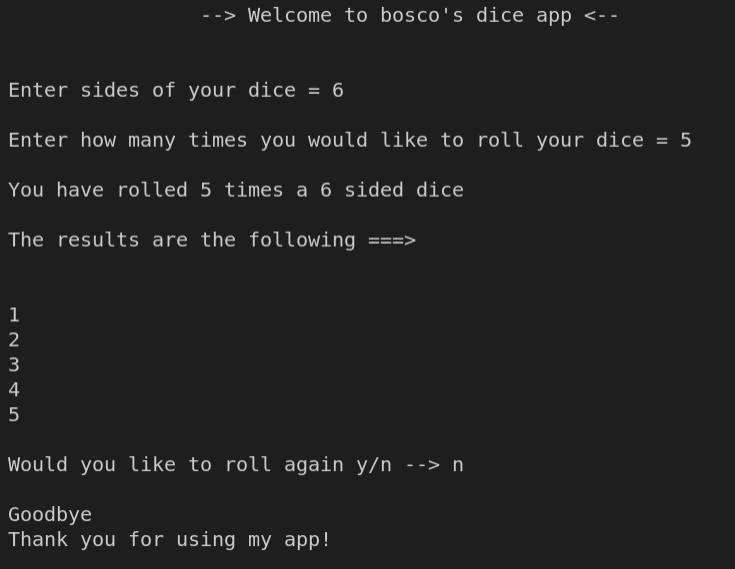 --> Welcome to bosco's dice app <--
Enter sides of your dice = 6
Enter how many times you would like to roll your dice = 5
You have rolled 5 times a 6 sided dice
The results are the following ===>
1
2
3
4
5
Would you like to roll again y/n --> n
Goodbye
Thank you for using my app!